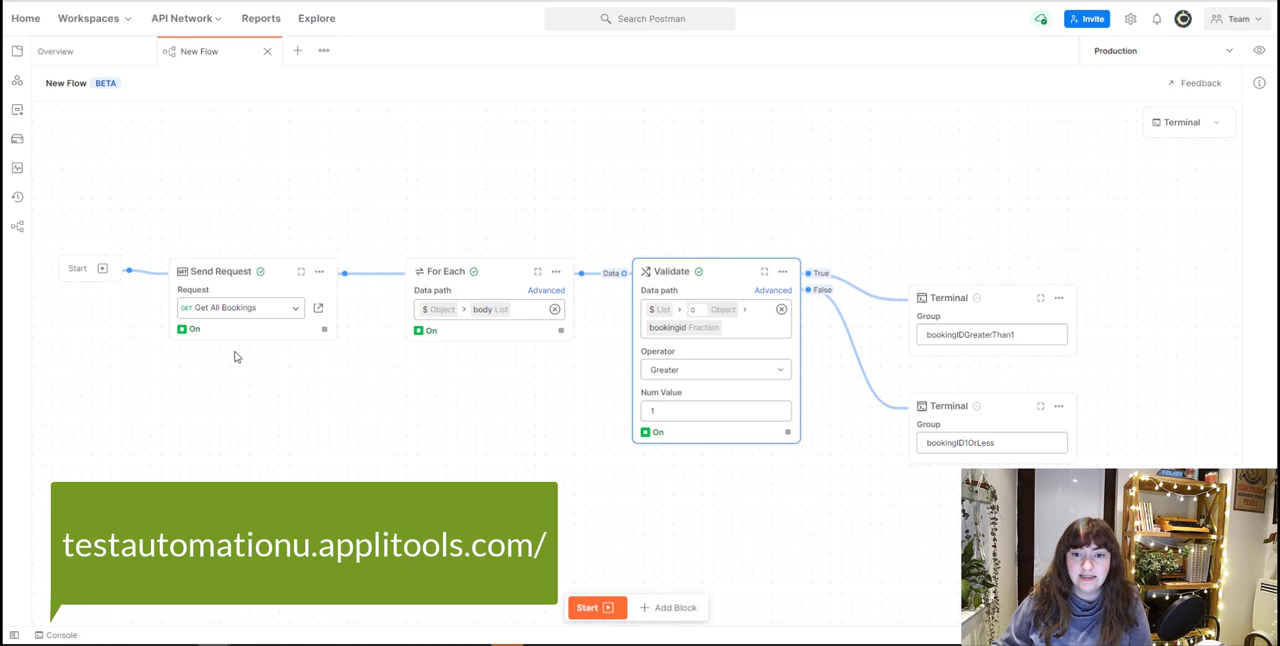 Home Workspaces API Network Reports Explore Search Postman Invite Team
Overview New Flow Production
New Flow BETA Feedback
Terminal
Start
Send Request
Request
GET Get All Bookings
On
For Each
Data path Advanced
$ Object > body List
On
Data
Validate
Data path Advanced
$ List > 0 Object >
bookingid Fraction
Operator
Greater
Num Value
1
On
True
False
Terminal
Group
bookingIDGreaterThan1
Terminal
Group
bookingID1OrLess
testautomationu.applitools.com/
Start Add Block
Console